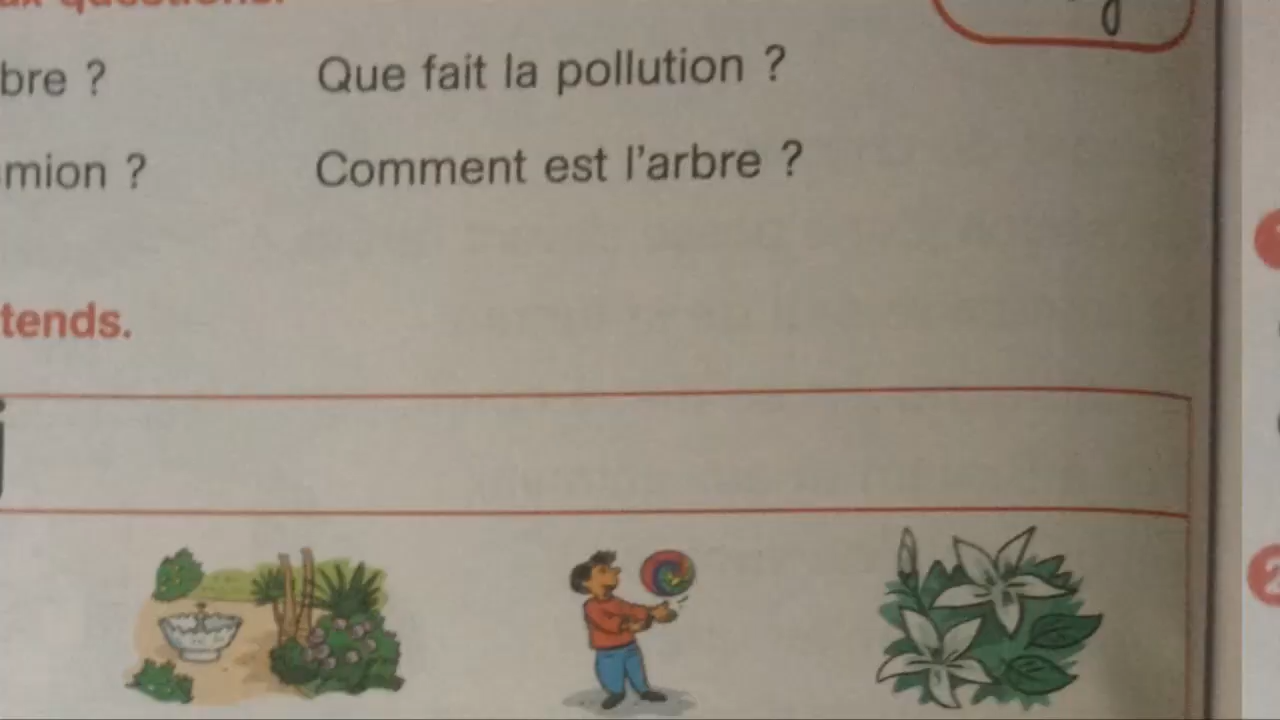 bre ? Que fait la pollution ?
mion ? Comment est l'arbre ?
tends.
j